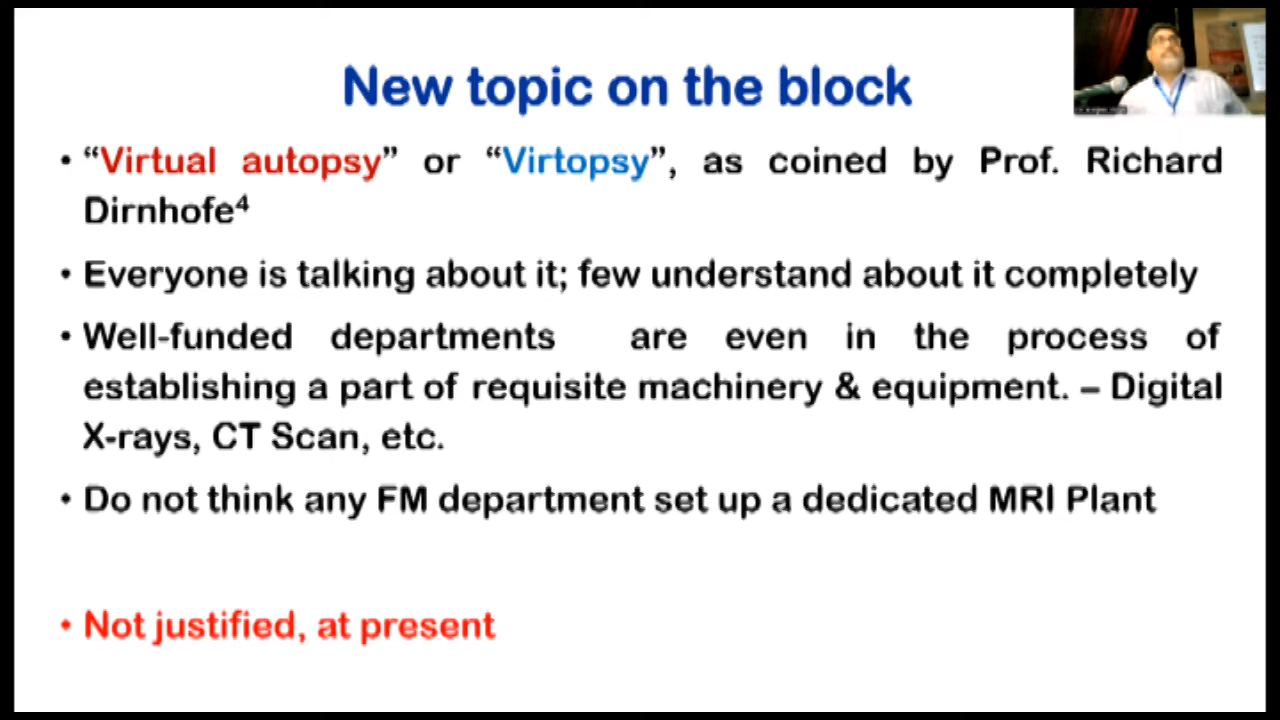 New topic on the block
• “Virtual autopsy” or “Virtopsy”, as coined by Prof. Richard
Dirnhofe⁴
• Everyone is talking about it; few understand about it completely
• Well-funded departments are even in the process of
establishing a part of requisite machinery & equipment. – Digital
X-rays, CT Scan, etc.
• Do not think any FM department set up a dedicated MRI Plant
• Not justified, at present